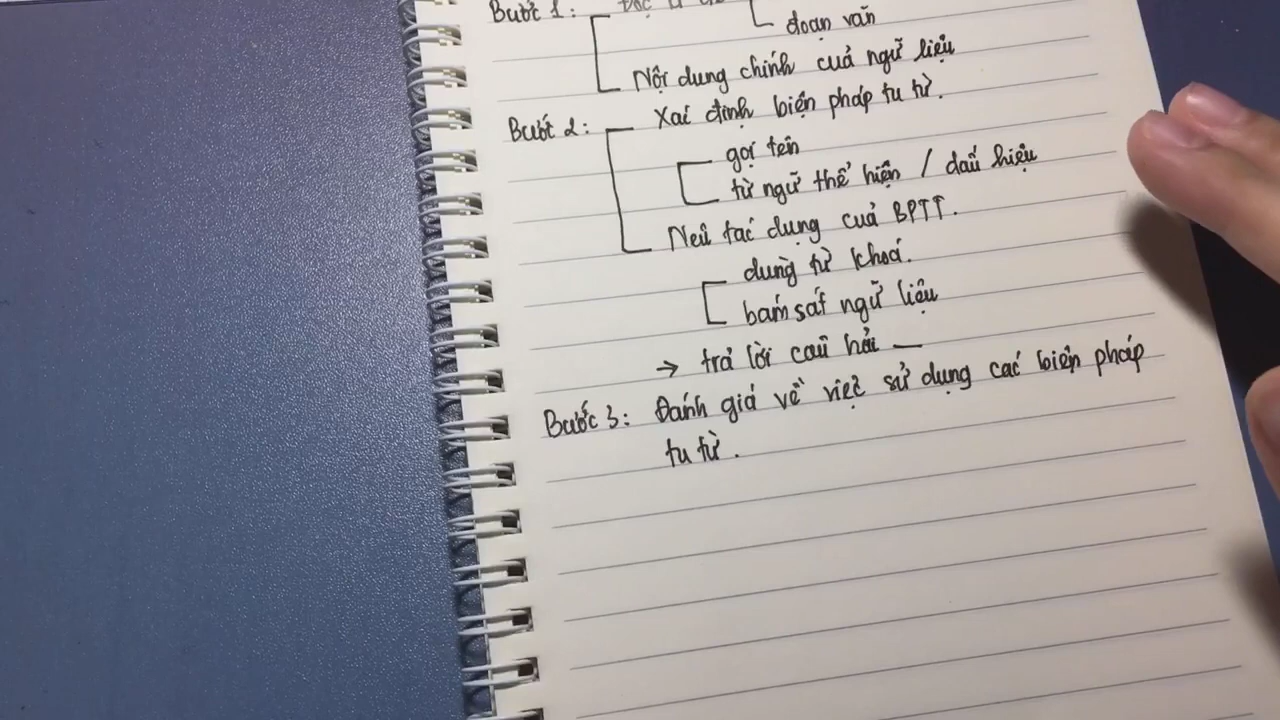 Bước 1:
đoạn văn
Nội dung chính của ngữ liệu
Bước 2: Xác định biện pháp tu từ.
gọi tên
từ ngữ thể hiện / dấu hiệu
Nêu tác dụng của BPTT.
dùng từ khoá.
bám sát ngữ liệu
→ trả lời câu hỏi —
Bước 3: Đánh giá về việc sử dụng các biện pháp
tu từ.